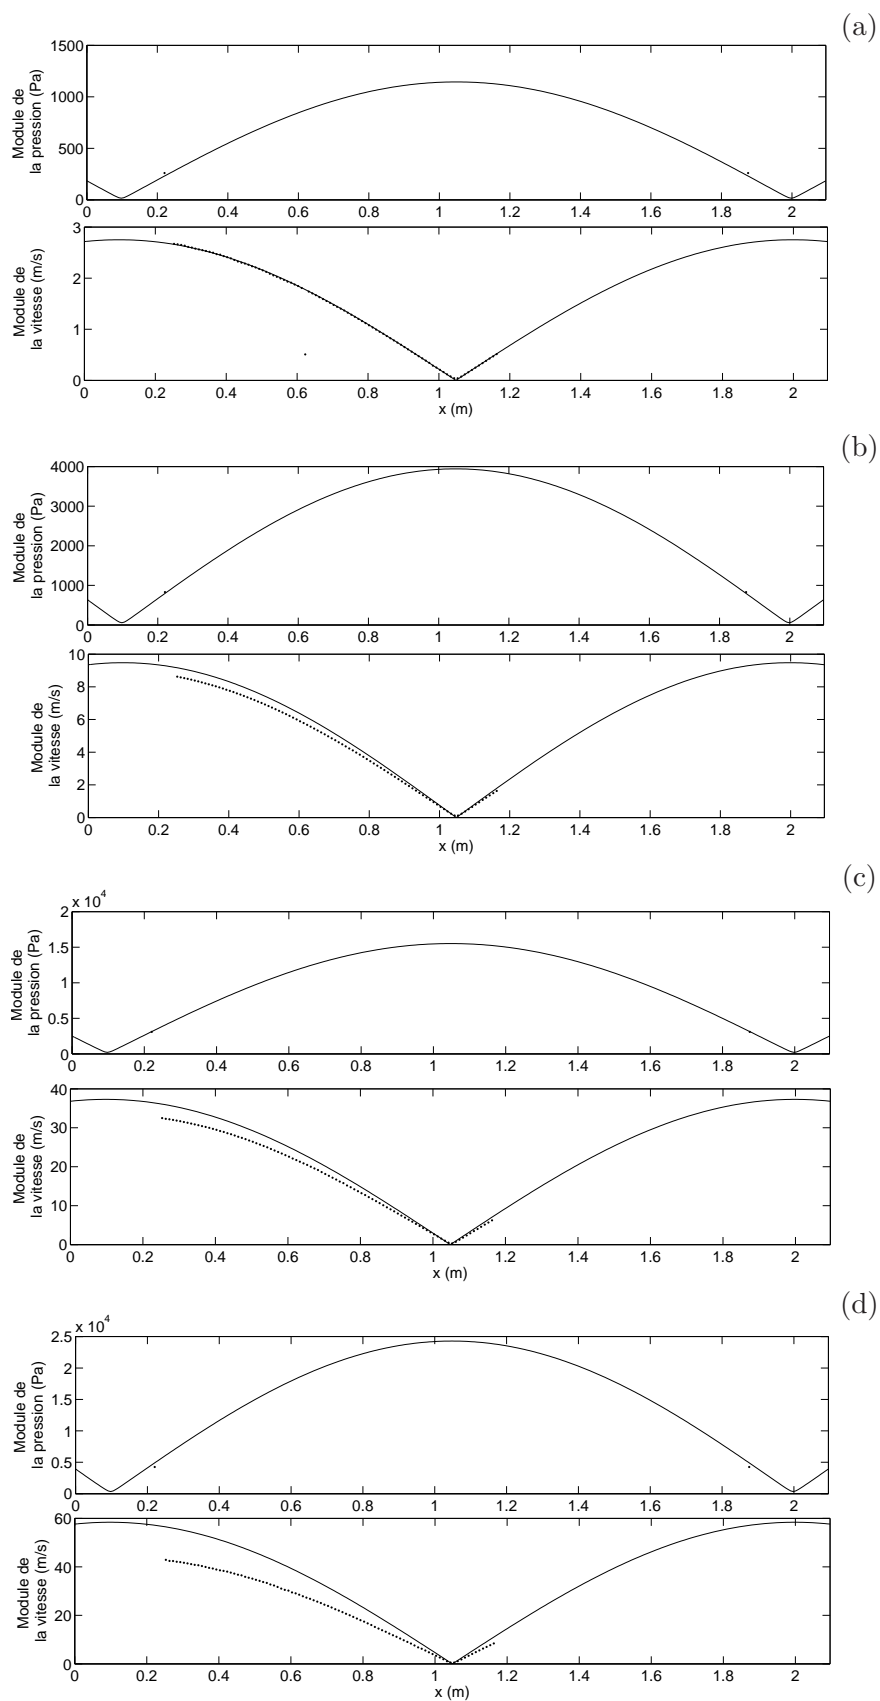 (a)
1500
1000
500
0
Module de
la pression (Pa)
0 0.2 0.4 0.6 0.8 1 1.2 1.4 1.6 1.8 2
3
2
1
0
Module de
la vitesse (m/s)
0 0.2 0.4 0.6 0.8 1 1.2 1.4 1.6 1.8 2
x (m)
(b)
4000
3000
2000
1000
0
Module de
la pression (Pa)
0 0.2 0.4 0.6 0.8 1 1.2 1.4 1.6 1.8 2
10
8
6
4
2
0
Module de
la vitesse (m/s)
0 0.2 0.4 0.6 0.8 1 1.2 1.4 1.6 1.8 2
x (m)
(c)
x 10^4
2
1.5
1
0.5
0
Module de
la pression (Pa)
0 0.2 0.4 0.6 0.8 1 1.2 1.4 1.6 1.8 2
40
30
20
10
0
Module de
la vitesse (m/s)
0 0.2 0.4 0.6 0.8 1 1.2 1.4 1.6 1.8 2
x (m)
(d)
x 10^4
2.5
2
1.5
1
0.5
0
Module de
la pression (Pa)
0 0.2 0.4 0.6 0.8 1 1.2 1.4 1.6 1.8 2
60
40
20
0
Module de
la vitesse (m/s)
0 0.2 0.4 0.6 0.8 1 1.2 1.4 1.6 1.8 2
x (m)